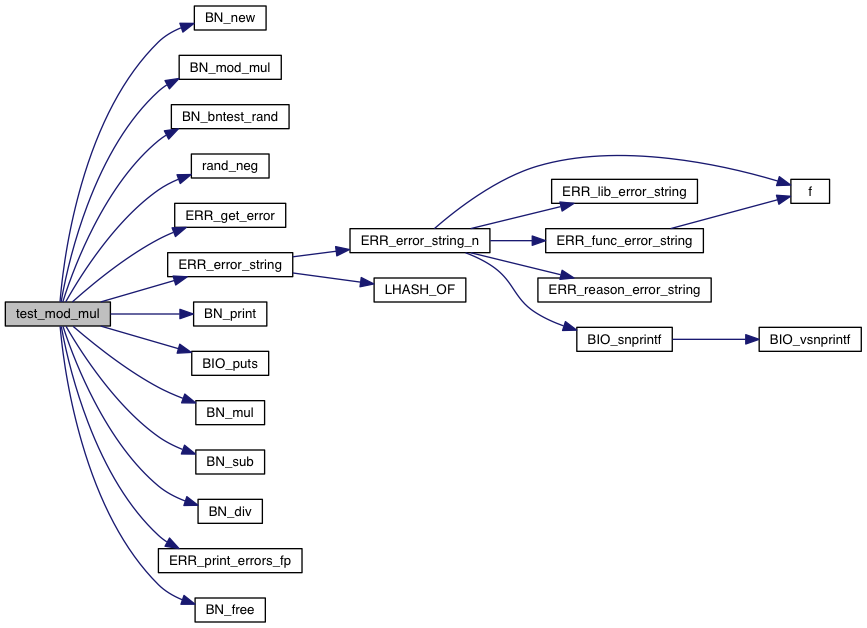 BN_new
BN_mod_mul
BN_bntest_rand
rand_neg
ERR_get_error
ERR_error_string
test_mod_mul
BN_print
BIO_puts
BN_mul
BN_sub
BN_div
ERR_print_errors_fp
BN_free
ERR_error_string_n
LHASH_OF
ERR_lib_error_string
ERR_func_error_string
ERR_reason_error_string
BIO_snprintf
f
BIO_vsnprintf